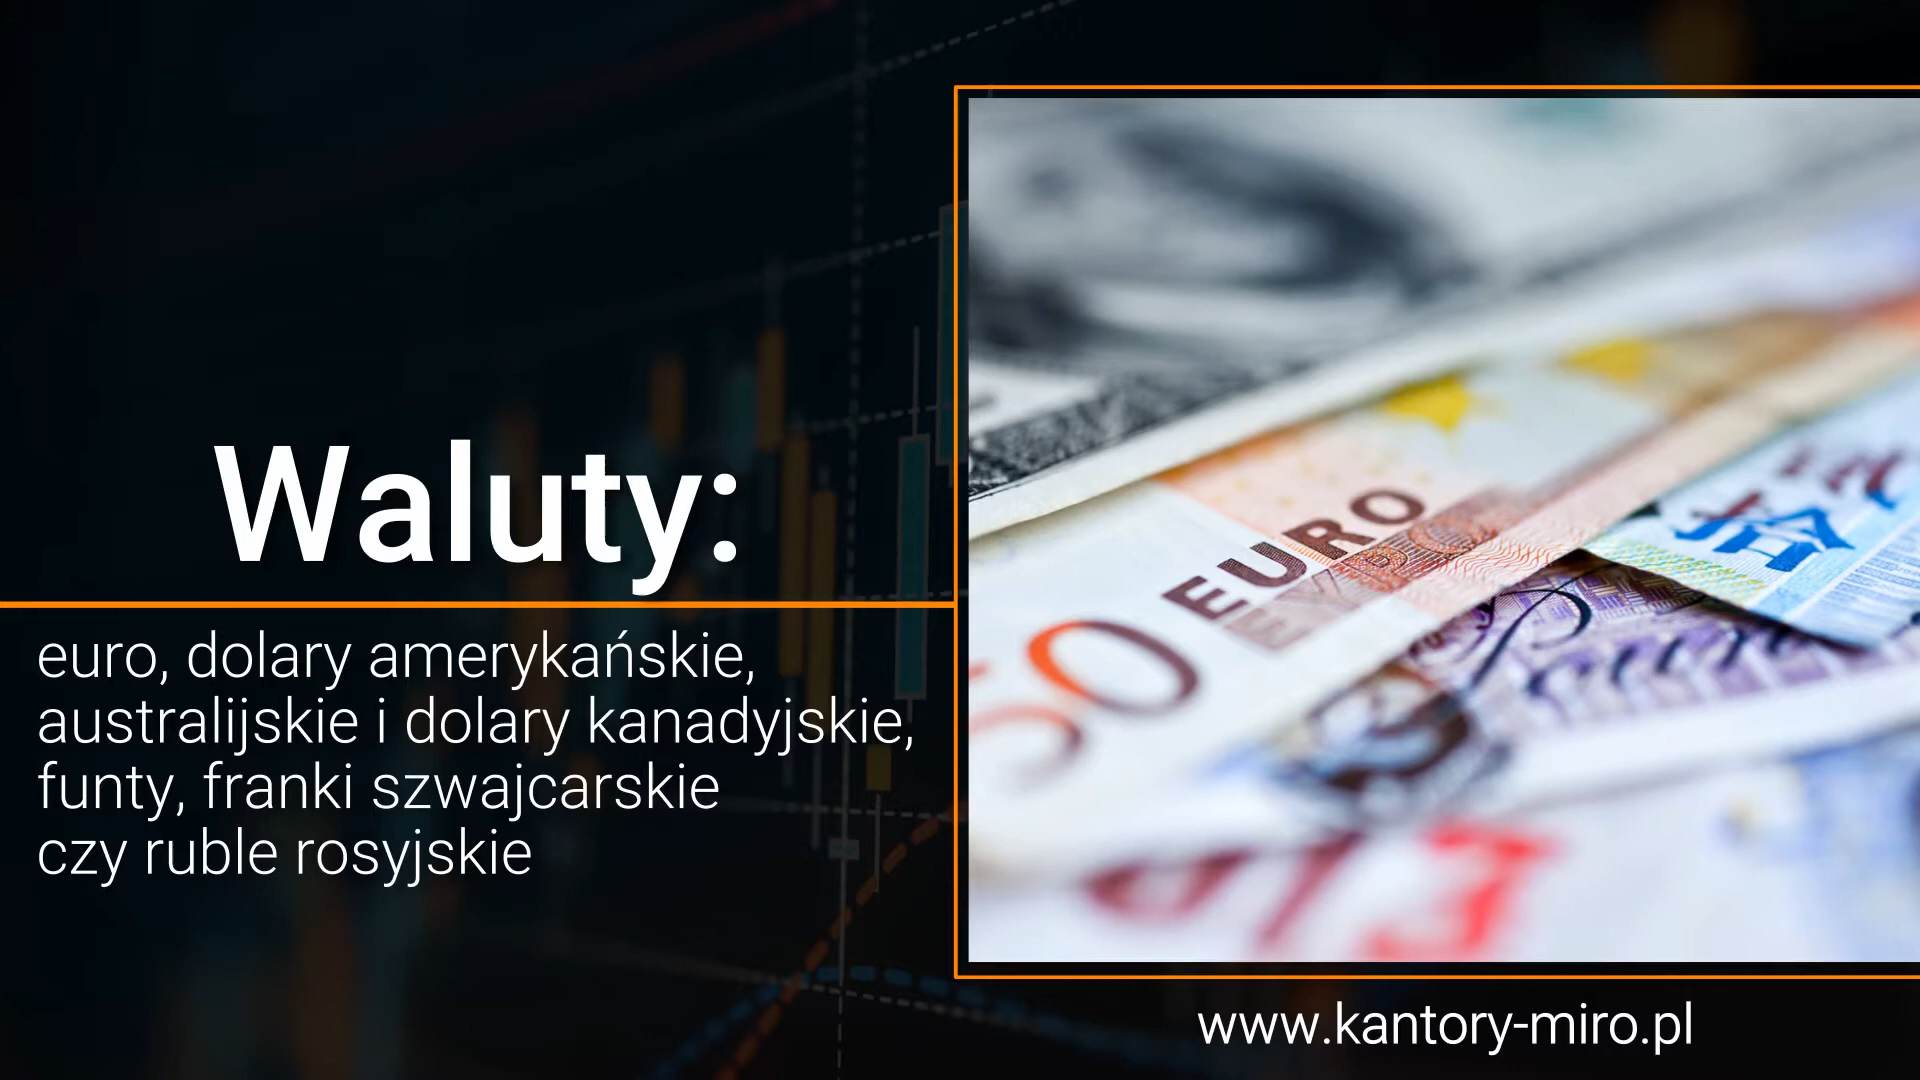 Waluty:
euro, dolary amerykańskie,
australijskie i dolary kanadyjskie,
funty, franki szwajcarskie
czy ruble rosyjskie
50 EURO
www.kantory-miro.pl